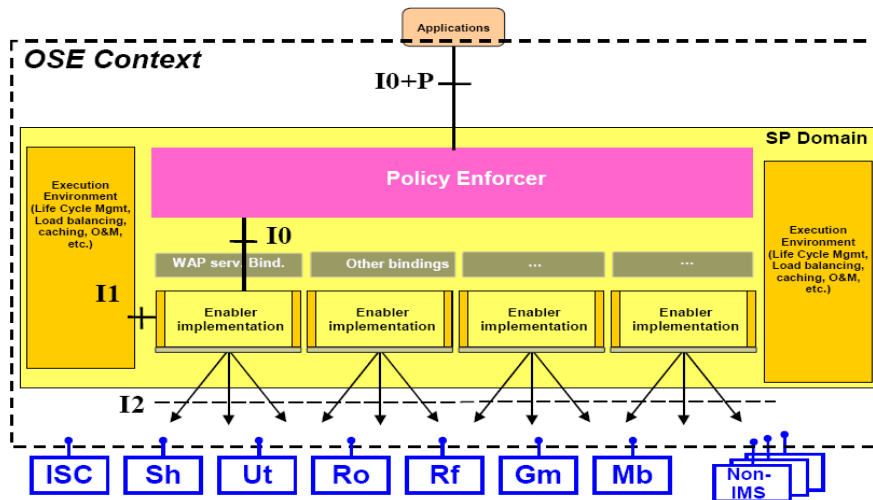 Applications
OSE Context
I0+P
SP Domain
Execution
Environment
(Life Cycle Mgmt,
Load balancing,
caching, O&M,
etc.)
Policy Enforcer
Execution
Environment
(Life Cycle Mgmt,
Load balancing,
caching, O&M,
etc.)
I0
WAP serv. Bind.
Other bindings
...
...
I1
Enabler
implementation
Enabler
implementation
Enabler
implementation
Enabler
implementation
I2
ISC
Sh
Ut
Ro
Rf
Gm
Mb
Non-
IMS